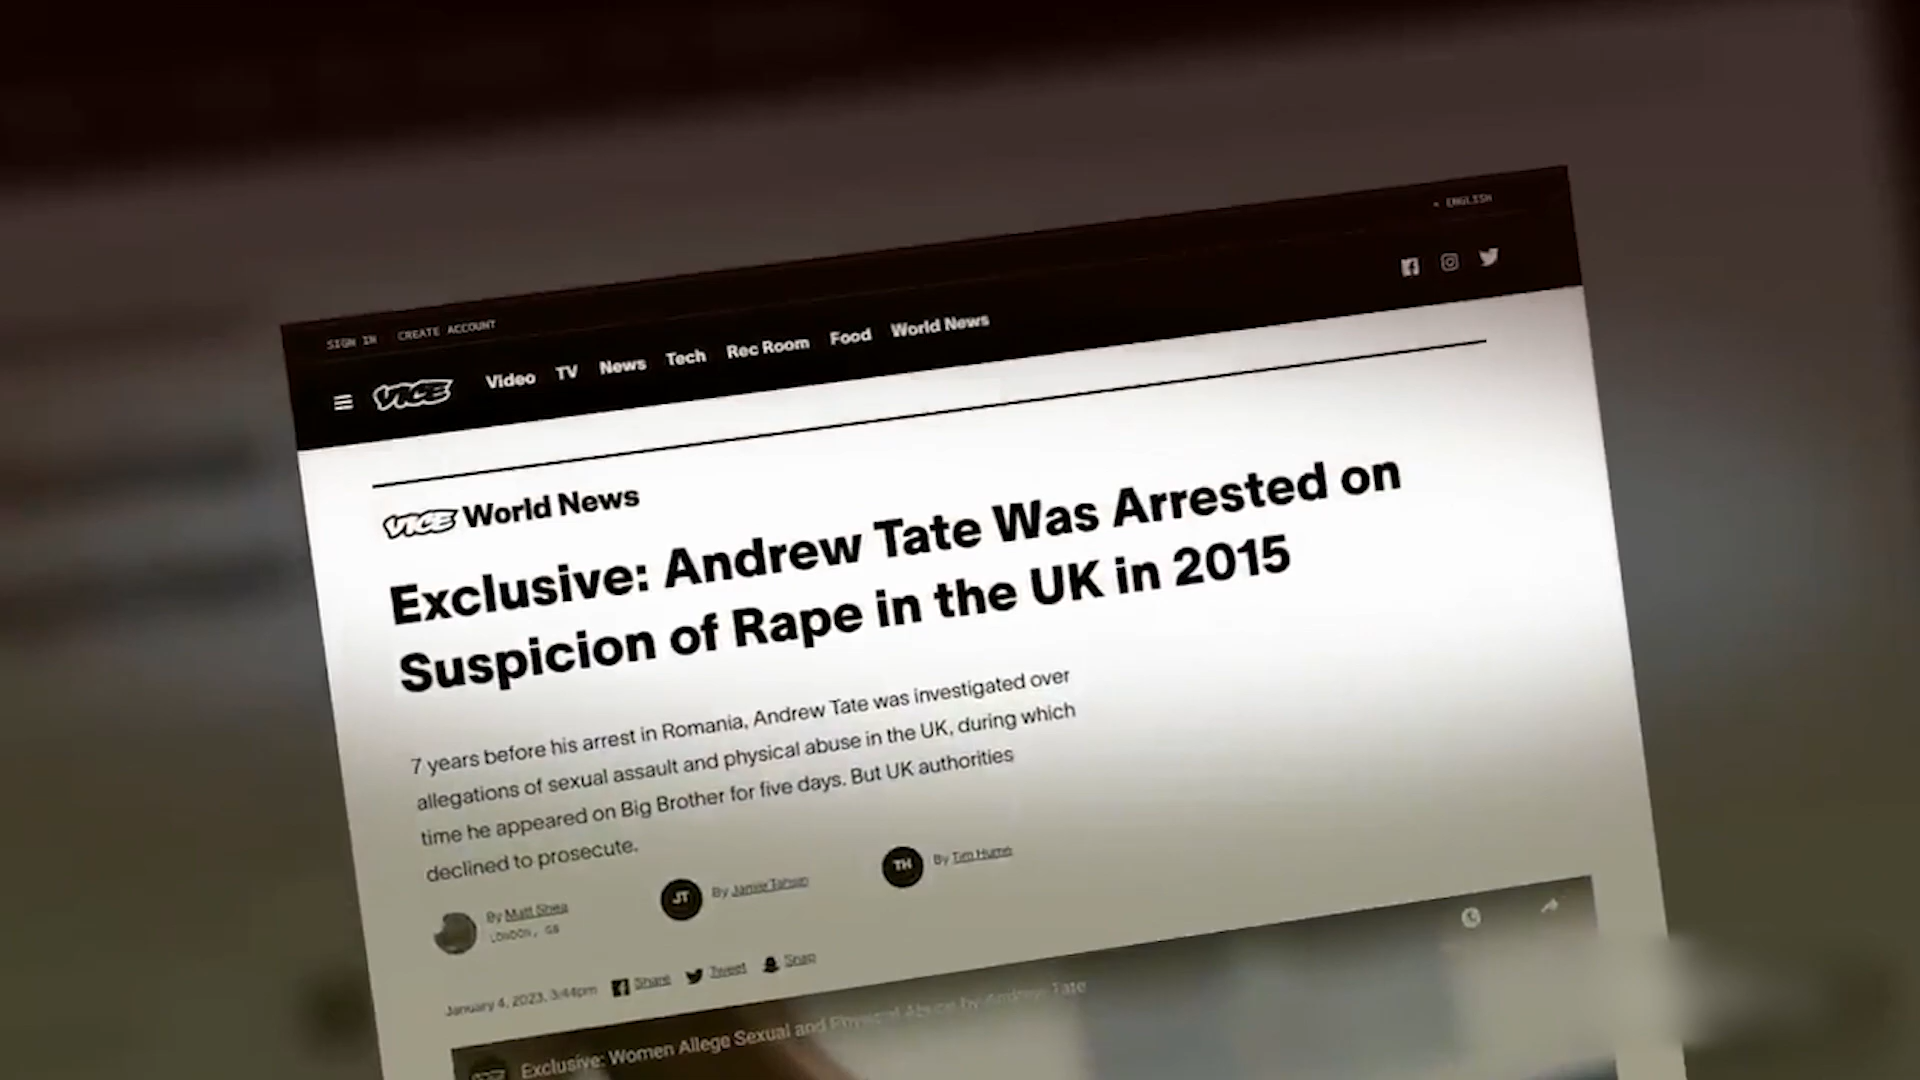 ENGLISH
SIGN IN CREATE ACCOUNT
VICE Video TV News Tech Rec Room Food World News
VICE World News
Exclusive: Andrew Tate Was Arrested on
Suspicion of Rape in the UK in 2015
7 years before his arrest in Romania, Andrew Tate was investigated over
allegations of sexual assault and physical abuse in the UK, during which
time he appeared on Big Brother for five days. But UK authorities
declined to prosecute.
By Matt Shea
LONDON, GB
JT By Jamie Tahsin
TH By Tim Hume
January 4, 2023, 3:44pm Share Tweet Snap
VICE Exclusive: Women Allege Sexual and Physical Abuse by Andrew Tate